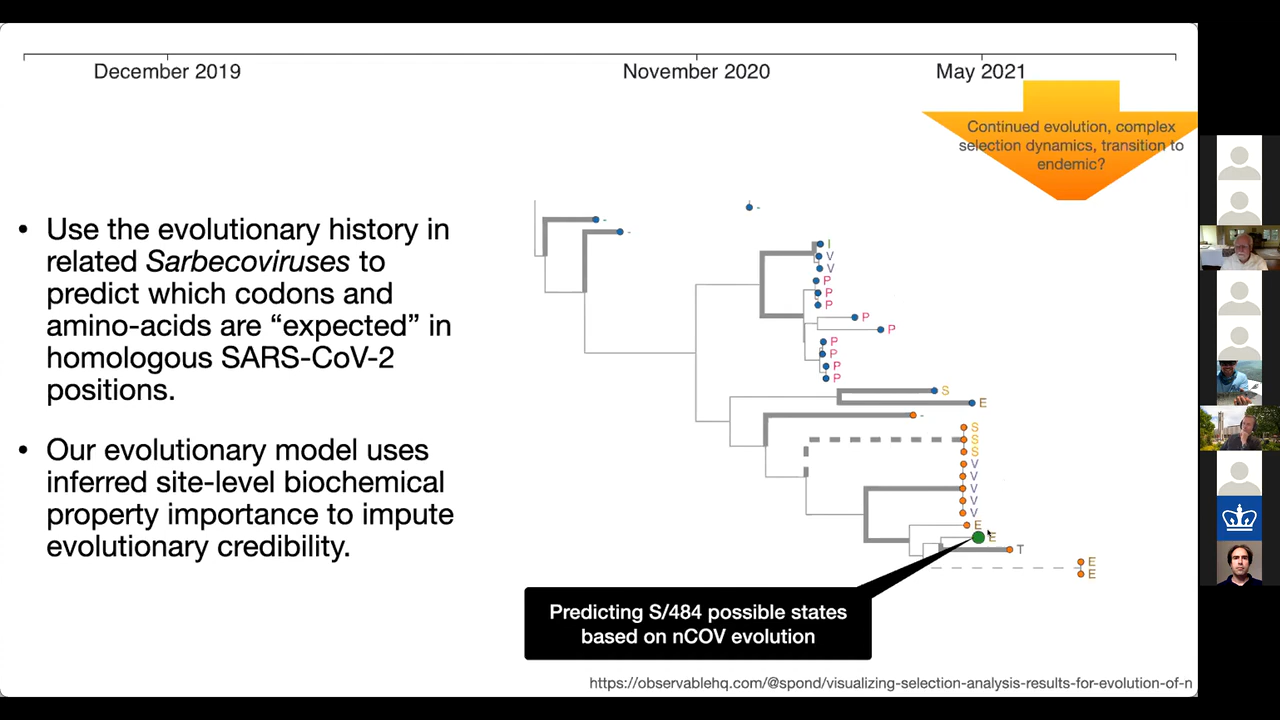 December 2019
November 2020
May 2021
Continued evolution, complex
selection dynamics, transition to
endemic?
• Use the evolutionary history in
related Sarbecoviruses to
predict which codons and
amino-acids are “expected” in
homologous SARS-CoV-2
positions.
• Our evolutionary model uses
inferred site-level biochemical
property importance to impute
evolutionary credibility.
-
-
-
I
V
V
P
P
P
P
P
P
P
P
P
S
E
-
S
S
S
V
V
V
V
V
E
E
T
E
E
Predicting S/484 possible states
based on nCOV evolution
https://observablehq.com/@spond/visualizing-selection-analysis-results-for-evolution-of-n